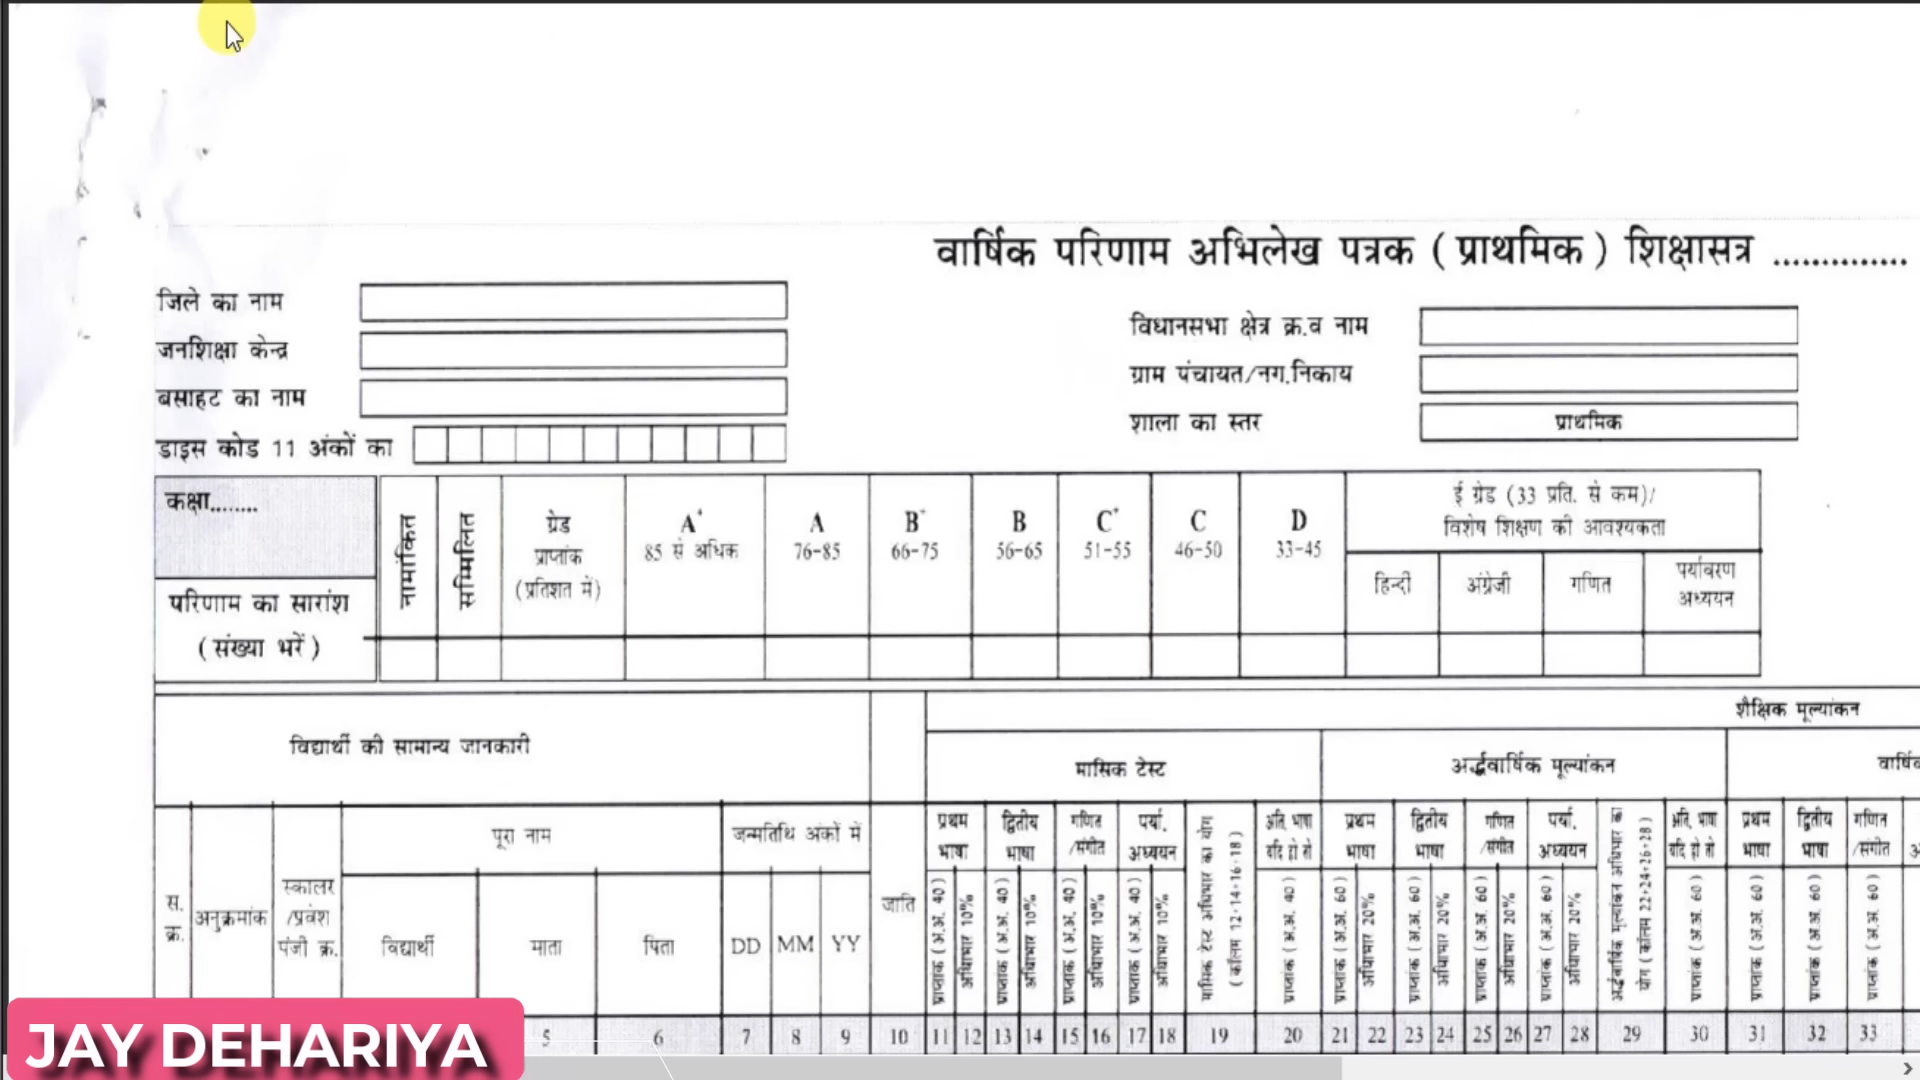 वार्षिक परिणाम अभिलेख पत्रक ( प्राथमिक ) शिक्षासत्र ..............
जिले का नाम
जनशिक्षा केन्द्र
बसाहट का नाम
डाइस कोड 11 अंकों का
विधानसभा क्षेत्र क्र.व नाम
ग्राम पंचायत/नग.निकाय
शाला का स्तर
प्राथमिक
कक्षा........
परिणाम का सारांश
( संख्या भरें )
नामांकित
सम्मिलित
ग्रेड
प्राप्तांक
(प्रतिशत में)
A+
85 से अधिक
A
76-85
B+
66-75
B
56-65
C+
51-55
C
46-50
D
33-45
ई ग्रेड (33 प्रति. से कम)/
विशेष शिक्षण की आवश्यकता
हिन्दी
अंग्रेजी
गणित
पर्यावरण
अध्ययन
विद्यार्थी की सामान्य जानकारी
शैक्षिक मूल्यांकन
मासिक टेस्ट
अर्द्धवार्षिक मूल्यांकन
स.
क्र.
अनुक्रमांक
स्कालर
/प्रवेश
पंजी क्र.
पूरा नाम
विद्यार्थी
माता
पिता
जन्मतिथि अंकों में
DD MM YY
जाति
प्रथम
भाषा
द्वितीय
भाषा
गणित
/संगीत
पर्या.
अध्ययन
मासिक टेस्ट अधिभार का योग
( कॉलम 12+14+16+18 )
अति. भाषा
यदि हो तो
प्रथम
भाषा
द्वितीय
भाषा
गणित
/संगीत
पर्या.
अध्ययन
अर्द्धवार्षिक मूल्यांकन अधिभार का
योग ( कॉलम 22+24+26+28 )
अति. भाषा
यदि हो तो
प्रथम
भाषा
द्वितीय
भाषा
गणित
/संगीत
प्राप्तांक ( अ.अं. 40 )
अधिभार 10%
प्राप्तांक ( अ.अं. 40 )
अधिभार 10%
प्राप्तांक ( अ.अं. 40 )
अधिभार 10%
प्राप्तांक ( अ.अं. 40 )
अधिभार 10%
प्राप्तांक ( अ.अं. 40 )
प्राप्तांक ( अ.अं. 60 )
अधिभार 20%
प्राप्तांक ( अ.अं. 60 )
अधिभार 20%
प्राप्तांक ( अ.अं. 60 )
अधिभार 20%
प्राप्तांक ( अ.अं. 60 )
अधिभार 20%
प्राप्तांक ( अ.अं. 60 )
प्राप्तांक ( अ.अं. 60 )
प्राप्तांक ( अ.अं. 60 )
प्राप्तांक ( अ.अं. 60 )
5 6 7 8 9 10 11 12 13 14 15 16 17 18 19 20 21 22 23 24 25 26 27 28 29 30 31 32 33
JAY DEHARIYA